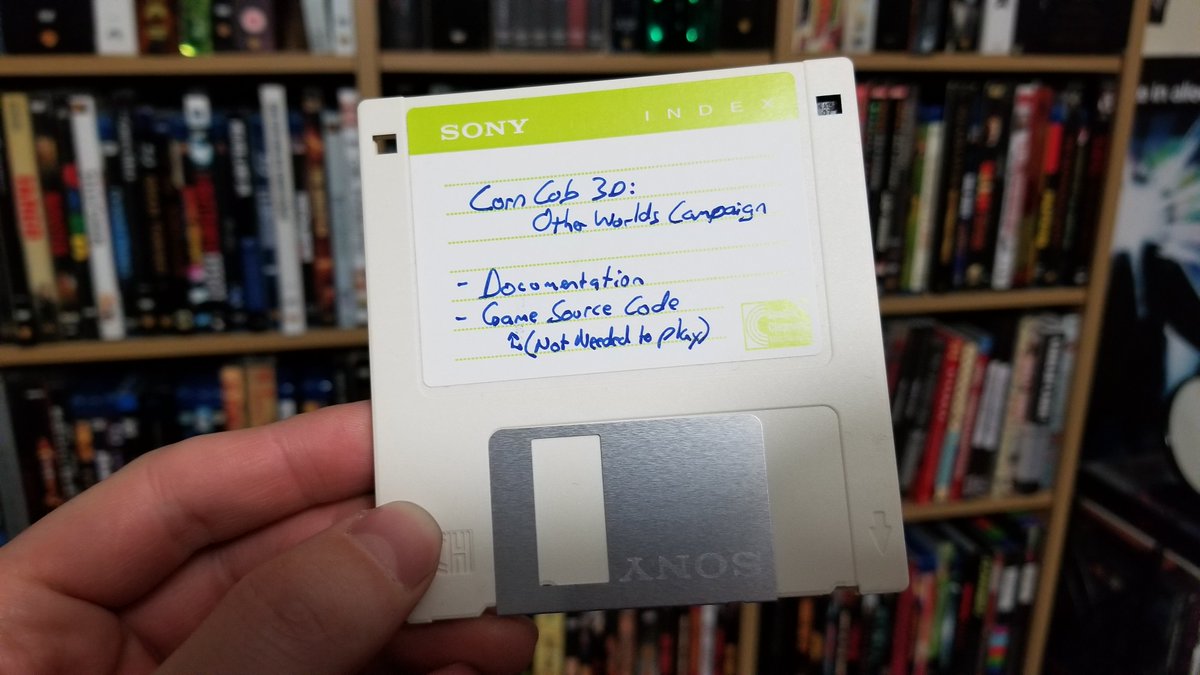 SONY INDEX
Corn Cob 3D:
Other Worlds Campaign
- Documentation
- Game Source Code
↳ (Not Needed to play)
SONY